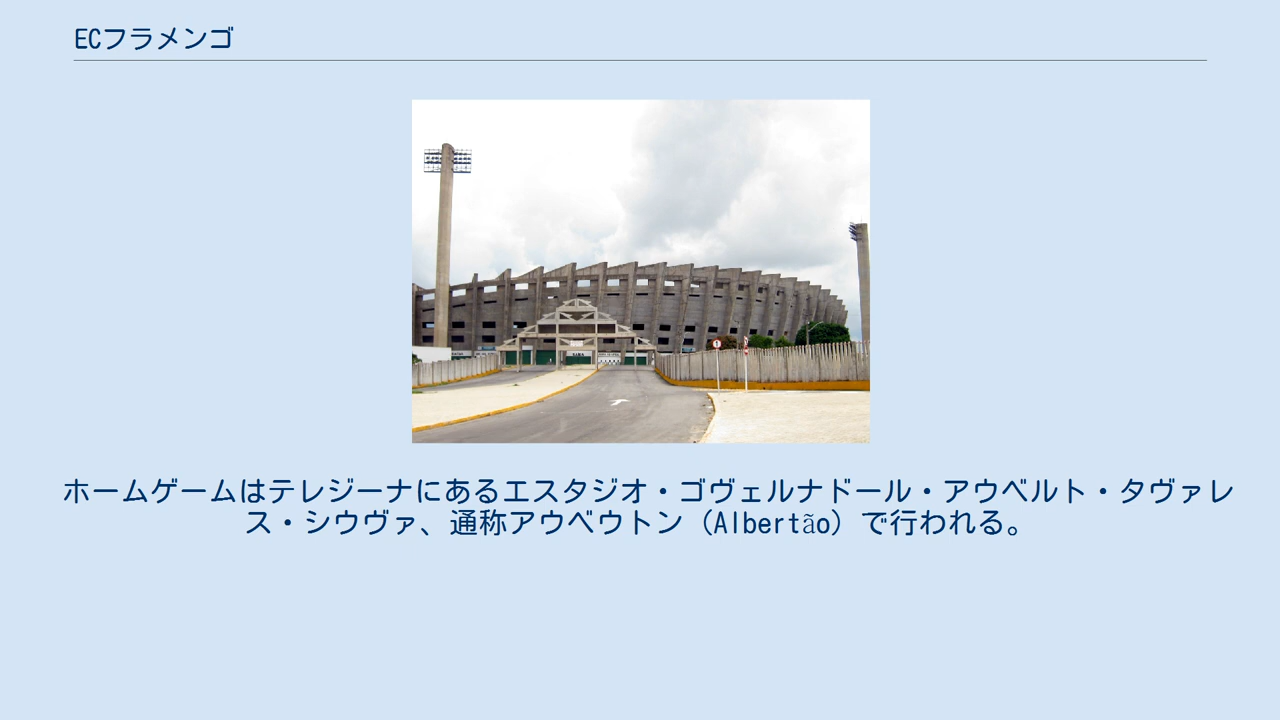 ECフラメンゴ
ホームゲームはテレジーナにあるエスタジオ・ゴヴェルナドール・アウベルト・タヴァレ
ス・シウヴァ、通称アウベウトン（Albertão）で行われる。